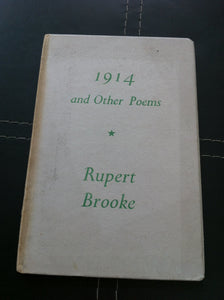 1914
and Other Poems
Rupert
Brooke